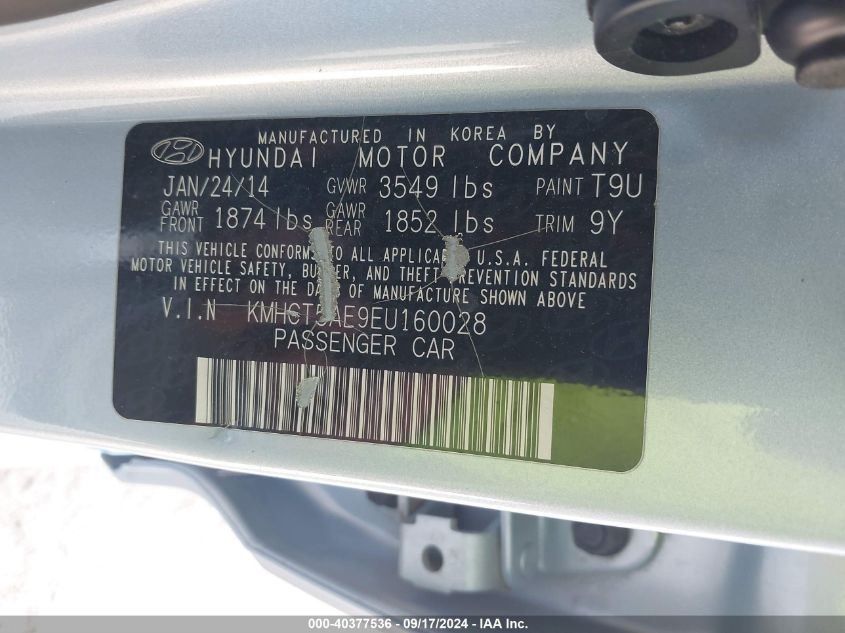 MANUFACTURED IN KOREA BY
HYUNDAI MOTOR COMPANY
JAN/24/14 GVWR 3549 lbs PAINT T9U
GAWR FRONT 1874 lbs GAWR REAR 1852 lbs TRIM 9Y
THIS VEHICLE CONFORMS TO ALL APPLICABLE U.S.A. FEDERAL
MOTOR VEHICLE SAFETY, BUMPER, AND THEFT PREVENTION STANDARDS
IN EFFECT ON THE DATE OF MANUFACTURE SHOWN ABOVE
V.I.N KMHCT5AE9EU160028
PASSENGER CAR
000-40377536 - 09/17/2024 - IAAI.COM